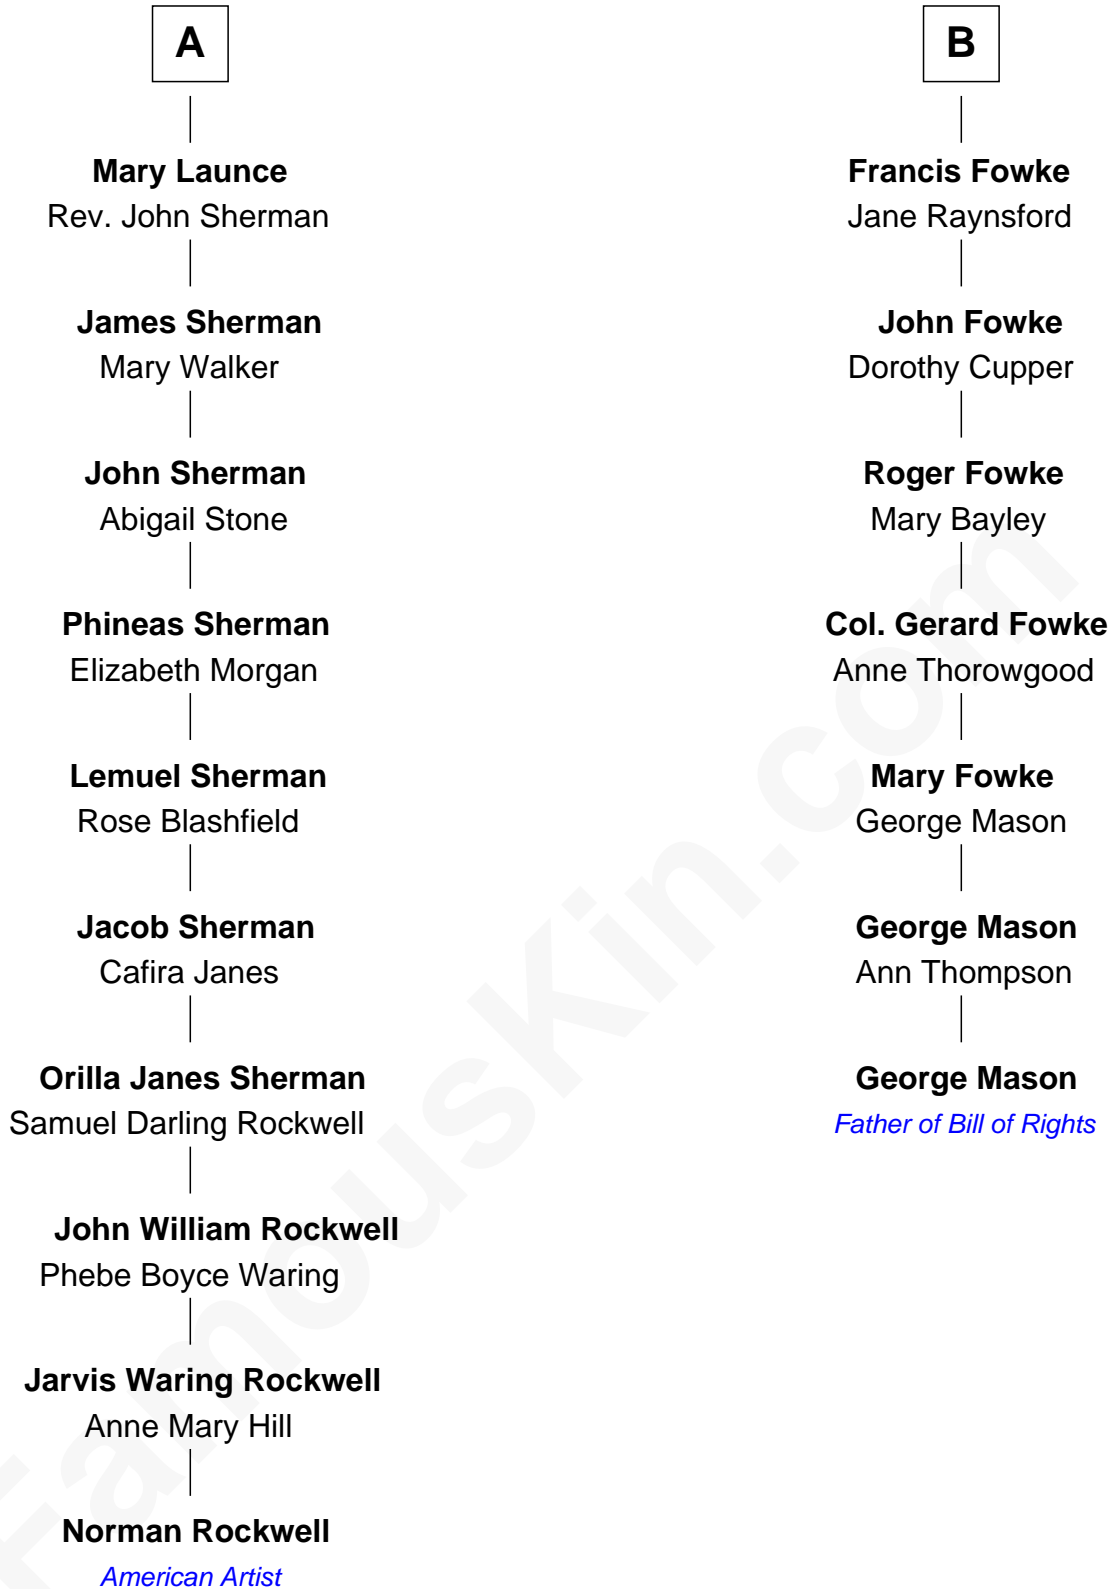 A
Mary Launce
Rev. John Sherman
James Sherman
Mary Walker
John Sherman
Abigail Stone
Phineas Sherman
Elizabeth Morgan
Lemuel Sherman
Rose Blashfield
Jacob Sherman
Cafira Janes
Orilla Janes Sherman
Samuel Darling Rockwell
John William Rockwell
Phebe Boyce Waring
Jarvis Waring Rockwell
Anne Mary Hill
Norman Rockwell
American Artist
B
Francis Fowke
Jane Raynsford
John Fowke
Dorothy Cupper
Roger Fowke
Mary Bayley
Col. Gerard Fowke
Anne Thorowgood
Mary Fowke
George Mason
George Mason
Ann Thompson
George Mason
Father of Bill of Rights
FamousKin.com